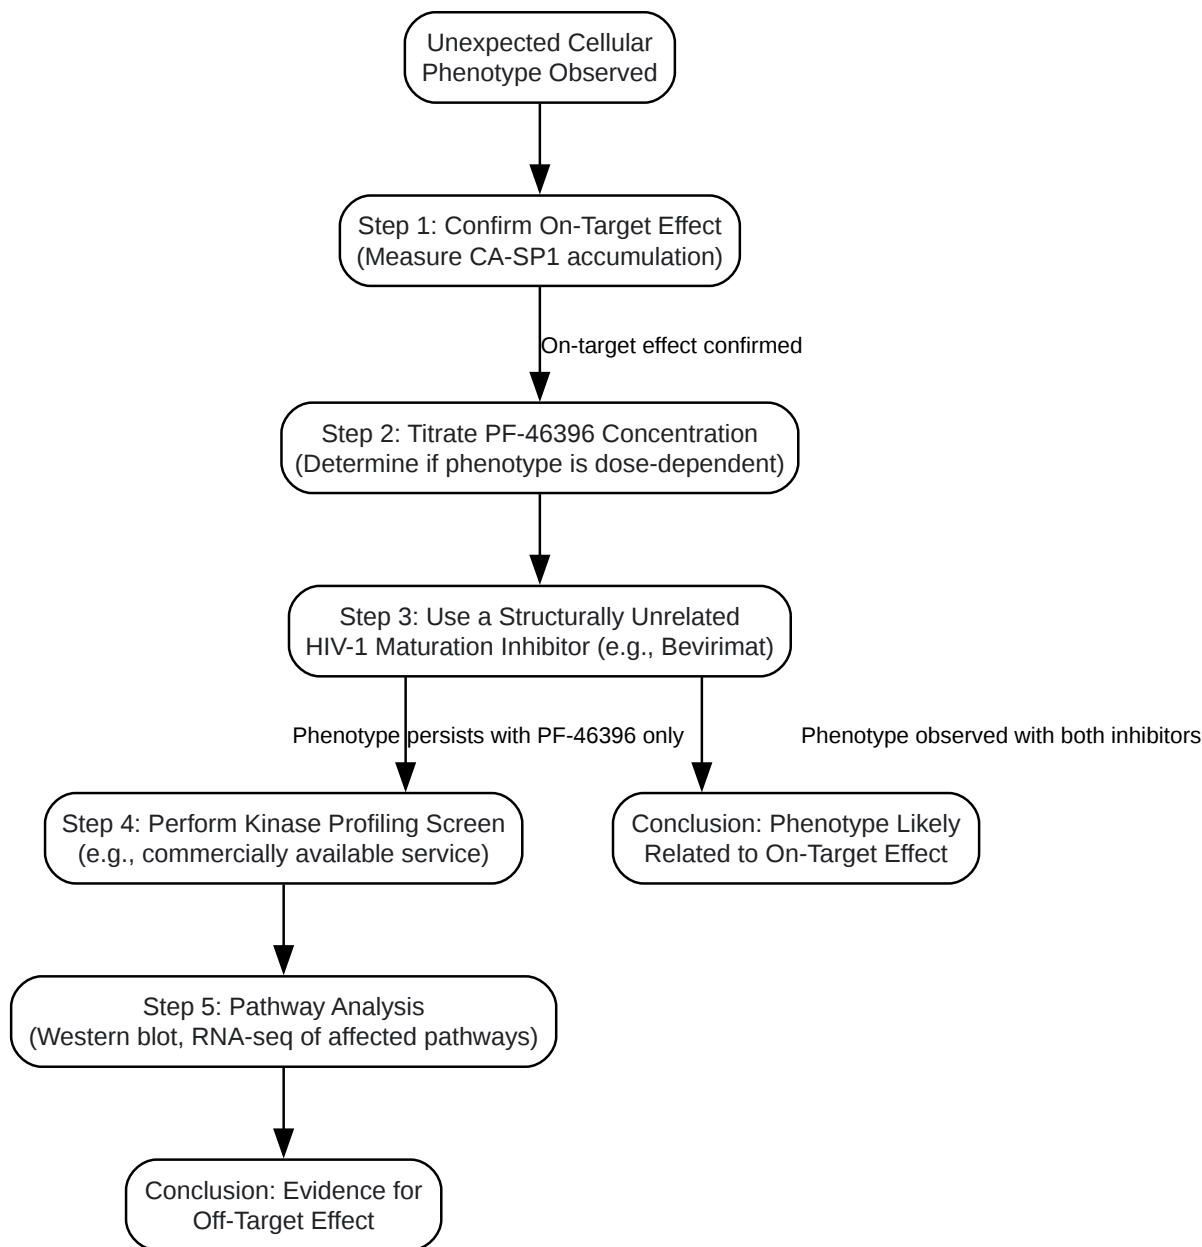 Unexpected Cellular
Phenotype Observed
Step 1: Confirm On-Target Effect
(Measure CA-SP1 accumulation)
On-target effect confirmed
Step 2: Titrate PF-46396 Concentration
(Determine if phenotype is dose-dependent)
Step 3: Use a Structurally Unrelated
HIV-1 Maturation Inhibitor (e.g., Bevirimat)
Phenotype persists with PF-46396 only
Phenotype observed with both inhibitors
Step 4: Perform Kinase Profiling Screen
(e.g., commercially available service)
Conclusion: Phenotype Likely
Related to On-Target Effect
Step 5: Pathway Analysis
(Western blot, RNA-seq of affected pathways)
Conclusion: Evidence for
Off-Target Effect